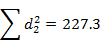 ∑ d₂² = 227.3